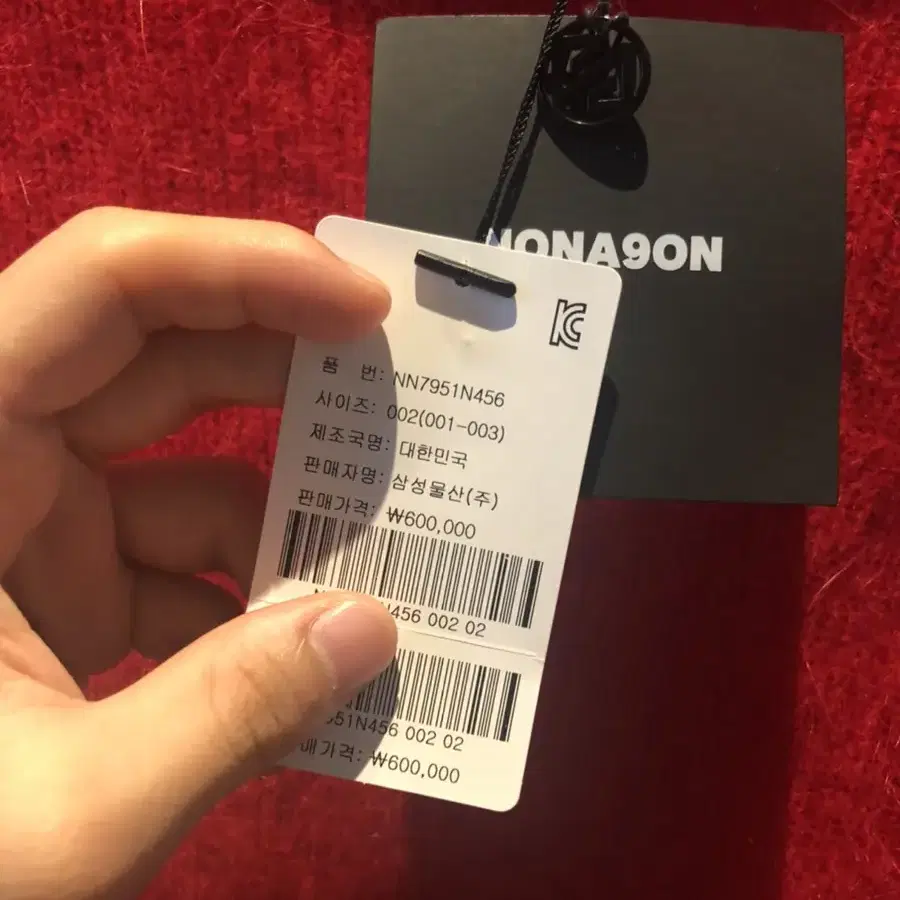 NONA9ON
KC
품 번: NN7951N456
사이즈: 002(001-003)
제조국명: 대한민국
판매자명: 삼성물산(주)
판매가격: ₩600,000
456 002 02
951N456 002 02
매가격: ₩600,000